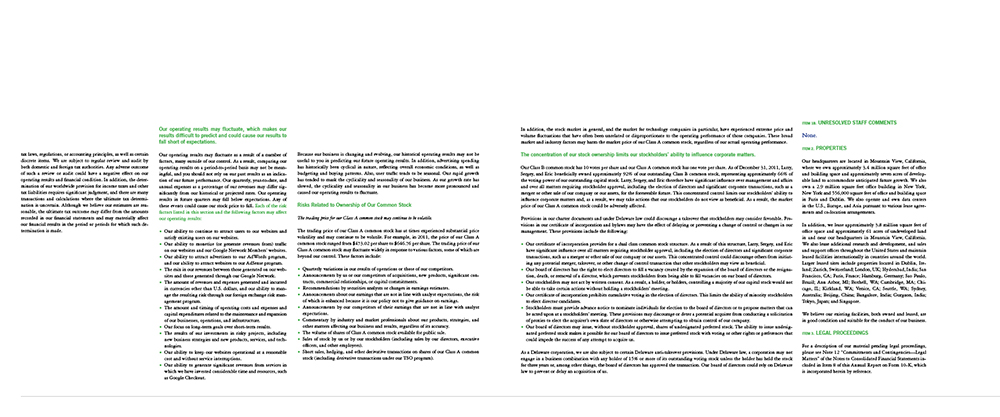 tax laws, regulations, or accounting principles, as well as certain
discrete items. We are subject to regular review and audit by
both domestic and foreign tax authorities. Any adverse outcome
of such a review or audit could have a negative effect on our
operating results and financial condition. In addition, the deter-
mination of our worldwide provision for income taxes and other
tax liabilities requires significant judgment, and there are many
transactions and calculations where the ultimate tax determi-
nation is uncertain. Although we believe our estimates are rea-
sonable, the ultimate tax outcome may differ from the amounts
recorded in our financial statements and may materially affect
our financial results in the period or periods for which such de-
termination is made.
Our operating results may fluctuate, which makes our
results difficult to predict and could cause our results to
fall short of expectations.
Our operating results may fluctuate as a result of a number of
factors, many outside of our control. As a result, comparing our
operating results on a period-to-period basis may not be mean-
ingful, and you should not rely on our past results as an indica-
tion of our future performance. Our quarterly, year-to-date, and
annual expenses as a percentage of our revenues may differ sig-
nificantly from our historical or projected rates. Our operating
results in future quarters may fall below expectations. Any of
these events could cause our stock price to fall. Each of the risk
factors listed in this section and the following factors may affect
our operating results:
• Our ability to continue to attract users to our websites and
satisfy existing users on our websites.
• Our ability to monetize (or generate revenues from) traffic
on our websites and our Google Network Members' websites.
• Our ability to attract advertisers to our AdWords program,
and our ability to attract websites to our AdSense program.
• The mix in our revenues between those generated on our web-
sites and those generated through our Google Network.
• The amount of revenues and expenses generated and incurred
in currencies other than U.S. dollars, and our ability to man-
age the resulting risk through our foreign exchange risk man-
agement program.
• The amount and timing of operating costs and expenses and
capital expenditures related to the maintenance and expansion
of our businesses, operations, and infrastructure.
• Our focus on long-term goals over short-term results.
• The results of our investments in risky projects, including
new business strategies and new products, services, and tech-
nologies.
• Our ability to keep our websites operational at a reasonable
cost and without service interruptions.
• Our ability to generate significant revenues from services in
which we have invested considerable time and resources, such
as Google Checkout.
Because our business is changing and evolving, our historical operating results may not be
useful to you in predicting our future operating results. In addition, advertising spending
has historically been cyclical in nature, reflecting overall economic conditions, as well as
budgeting and buying patterns. Also, user traffic tends to be seasonal. Our rapid growth
has tended to mask the cyclicality and seasonality of our business. As our growth rate has
slowed, the cyclicality and seasonality in our business has become more pronounced and
caused our operating results to fluctuate.
Risks Related to Ownership of Our Common Stock
The trading price for our Class A common stock may continue to be volatile.
The trading price of our Class A common stock has at times experienced substantial price
volatility and may continue to be volatile. For example, in 2011, the price of our Class A
common stock ranged from $473.02 per share to $646.76 per share. The trading price of our
Class A common stock may fluctuate widely in response to various factors, some of which are
beyond our control. These factors include:
• Quarterly variations in our results of operations or those of our competitors.
• Announcements by us or our competitors of acquisitions, new products, significant con-
tracts, commercial relationships, or capital commitments.
• Recommendations by securities analysts or changes in earnings estimates.
• Announcements about our earnings that are not in line with analyst expectations, the risk
of which is enhanced because it is our policy not to give guidance on earnings.
• Announcements by our competitors of their earnings that are not in line with analyst
expectations.
• Commentary by industry and market professionals about our products, strategies, and
other matters affecting our business and results, regardless of its accuracy.
• The volume of shares of Class A common stock available for public sale.
• Sales of stock by us or by our stockholders (including sales by our directors, executive
officers, and other employees).
• Short sales, hedging, and other derivative transactions on shares of our Class A common
stock (including derivative transactions under our TSO program).
In addition, the stock market in general, and the market for technology companies in particular, have experienced extreme price and
volume fluctuations that have often been unrelated or disproportionate to the operating performance of those companies. These broad
market and industry factors may harm the market price of our Class A common stock, regardless of our actual operating performance.
The concentration of our stock ownership limits our stockholders' ability to influence corporate matters.
Our Class B common stock has 10 votes per share and our Class A common stock has one vote per share. As of December 31, 2011, Larry,
Sergey, and Eric beneficially owned approximately 92% of our outstanding Class B common stock, representing approximately 66% of
the voting power of our outstanding capital stock. Larry, Sergey, and Eric therefore have significant influence over management and affairs
and over all matters requiring stockholder approval, including the election of directors and significant corporate transactions, such as a
merger or other sale of our company or our assets, for the foreseeable future. This concentrated control limits our stockholders' ability to
influence corporate matters and, as a result, we may take actions that our stockholders do not view as beneficial. As a result, the market
price of our Class A common stock could be adversely affected.
Provisions in our charter documents and under Delaware law could discourage a takeover that stockholders may consider favorable. Pro-
visions in our certificate of incorporation and bylaws may have the effect of delaying or preventing a change of control or changes in our
management. These provisions include the following:
• Our certificate of incorporation provides for a dual class common stock structure. As a result of this structure, Larry, Sergey, and Eric
have significant influence over all matters requiring stockholder approval, including the election of directors and significant corporate
transactions, such as a merger or other sale of our company or our assets. This concentrated control could discourage others from initiat-
ing any potential merger, takeover, or other change of control transaction that other stockholders may view as beneficial.
• Our board of directors has the right to elect directors to fill a vacancy created by the expansion of the board of directors or the resigna-
tion, death, or removal of a director, which prevents stockholders from being able to fill vacancies on our board of directors.
• Our stockholders may not act by written consent. As a result, a holder, or holders, controlling a majority of our capital stock would not
be able to take certain actions without holding a stockholders' meeting.
• Our certificate of incorporation prohibits cumulative voting in the election of directors. This limits the ability of minority stockholders
to elect director candidates.
• Stockholders must provide advance notice to nominate individuals for election to the board of directors or to propose matters that can
be acted upon at a stockholders' meeting. These provisions may discourage or deter a potential acquiror from conducting a solicitation
of proxies to elect the acquiror's own slate of directors or otherwise attempting to obtain control of our company.
• Our board of directors may issue, without stockholder approval, shares of undesignated preferred stock. The ability to issue undesig-
nated preferred stock makes it possible for our board of directors to issue preferred stock with voting or other rights or preferences that
could impede the success of any attempt to acquire us.
As a Delaware corporation, we are also subject to certain Delaware anti-takeover provisions. Under Delaware law, a corporation may not
engage in a business combination with any holder of 15% or more of its outstanding voting stock unless the holder has held the stock
for three years or, among other things, the board of directors has approved the transaction. Our board of directors could rely on Delaware
law to prevent or delay an acquisition of us.
ITEM 1B. UNRESOLVED STAFF COMMENTS
None.
ITEM 2. PROPERTIES
Our headquarters are located in Mountain View, California,
where we own approximately 3.4 million square feet of office
and building space and approximately seven acres of develop-
able land to accommodate anticipated future growth. We also
own a 2.9 million square feet office building in New York,
New York and 556,000 square feet of office and building space
in Paris and Dublin. We also operate and own data centers
in the U.S., Europe, and Asia pursuant to various lease agree-
ments and co-location arrangements.
In addition, we lease approximately 3.8 million square feet of
office space and approximately 61 acres of undeveloped land
in and near our headquarters in Mountain View, California.
We also lease additional research and development, and sales
and support offices throughout the United States and maintain
leased facilities internationally in countries around the world.
Larger leased sites include properties located in Dublin, Ire-
land; Zurich, Switzerland; London, UK; Hyderabad, India; San
Francisco, CA; Paris, France; Hamburg, Germany; Sao Paulo,
Brazil; Ann Arbor, MI; Bothell, WA; Cambridge, MA; Chi-
cago, IL; Kirkland, WA; Venice, CA; Seattle, WA; Sydney,
Australia; Beijing, China; Bangalore, India; Gurgaon, India;
Tokyo, Japan; and Singapore.
We believe our existing facilities, both owned and leased, are
in good condition and suitable for the conduct of our business.
ITEM 3. LEGAL PROCEEDINGS
For a description of our material pending legal proceedings,
please see Note 12 "Commitments and Contingencies—Legal
Matters" of the Notes to Consolidated Financial Statements in-
cluded in Item 8 of this Annual Report on Form 10-K, which
is incorporated herein by reference.